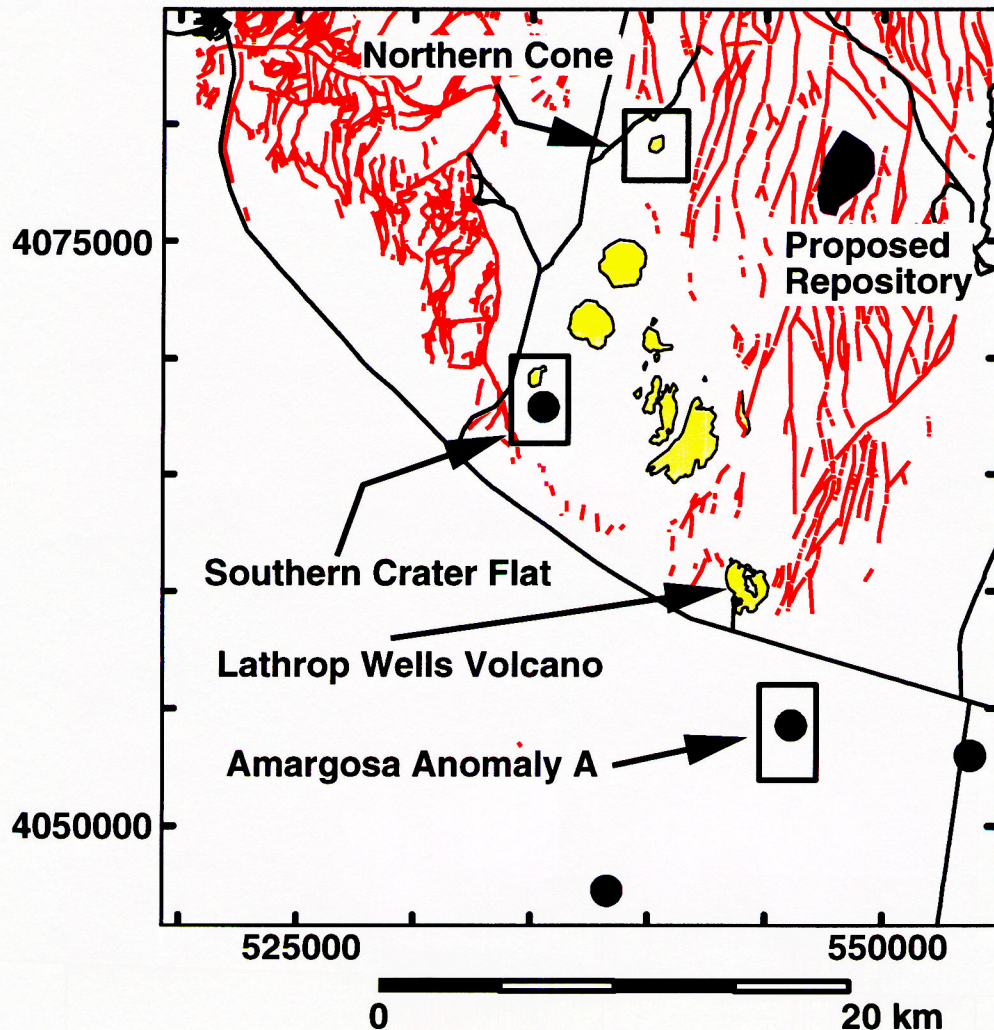 Northern Cone
4075000
Proposed
Repository
Southern Crater Flat
Lathrop Wells Volcano
Amargosa Anomaly A
4050000
525000
550000
0
20 km